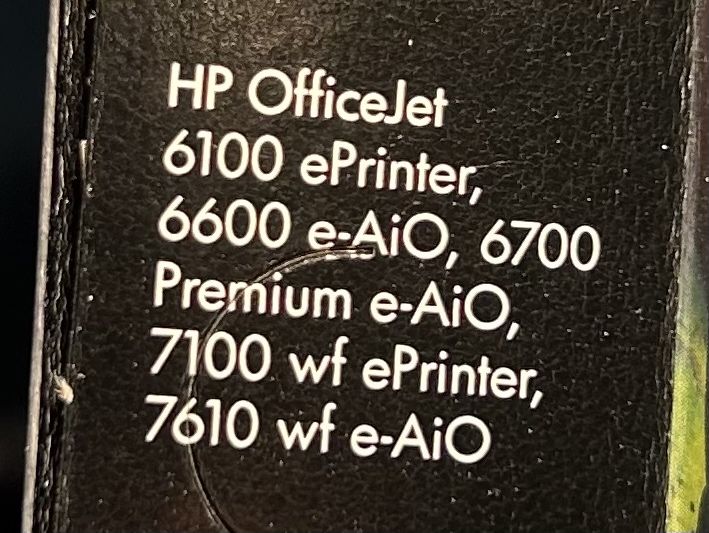 HP OfficeJet
6100 ePrinter,
6600 e-AiO, 6700
Premium e-AiO,
7100 wf ePrinter,
7610 wf e-AiO